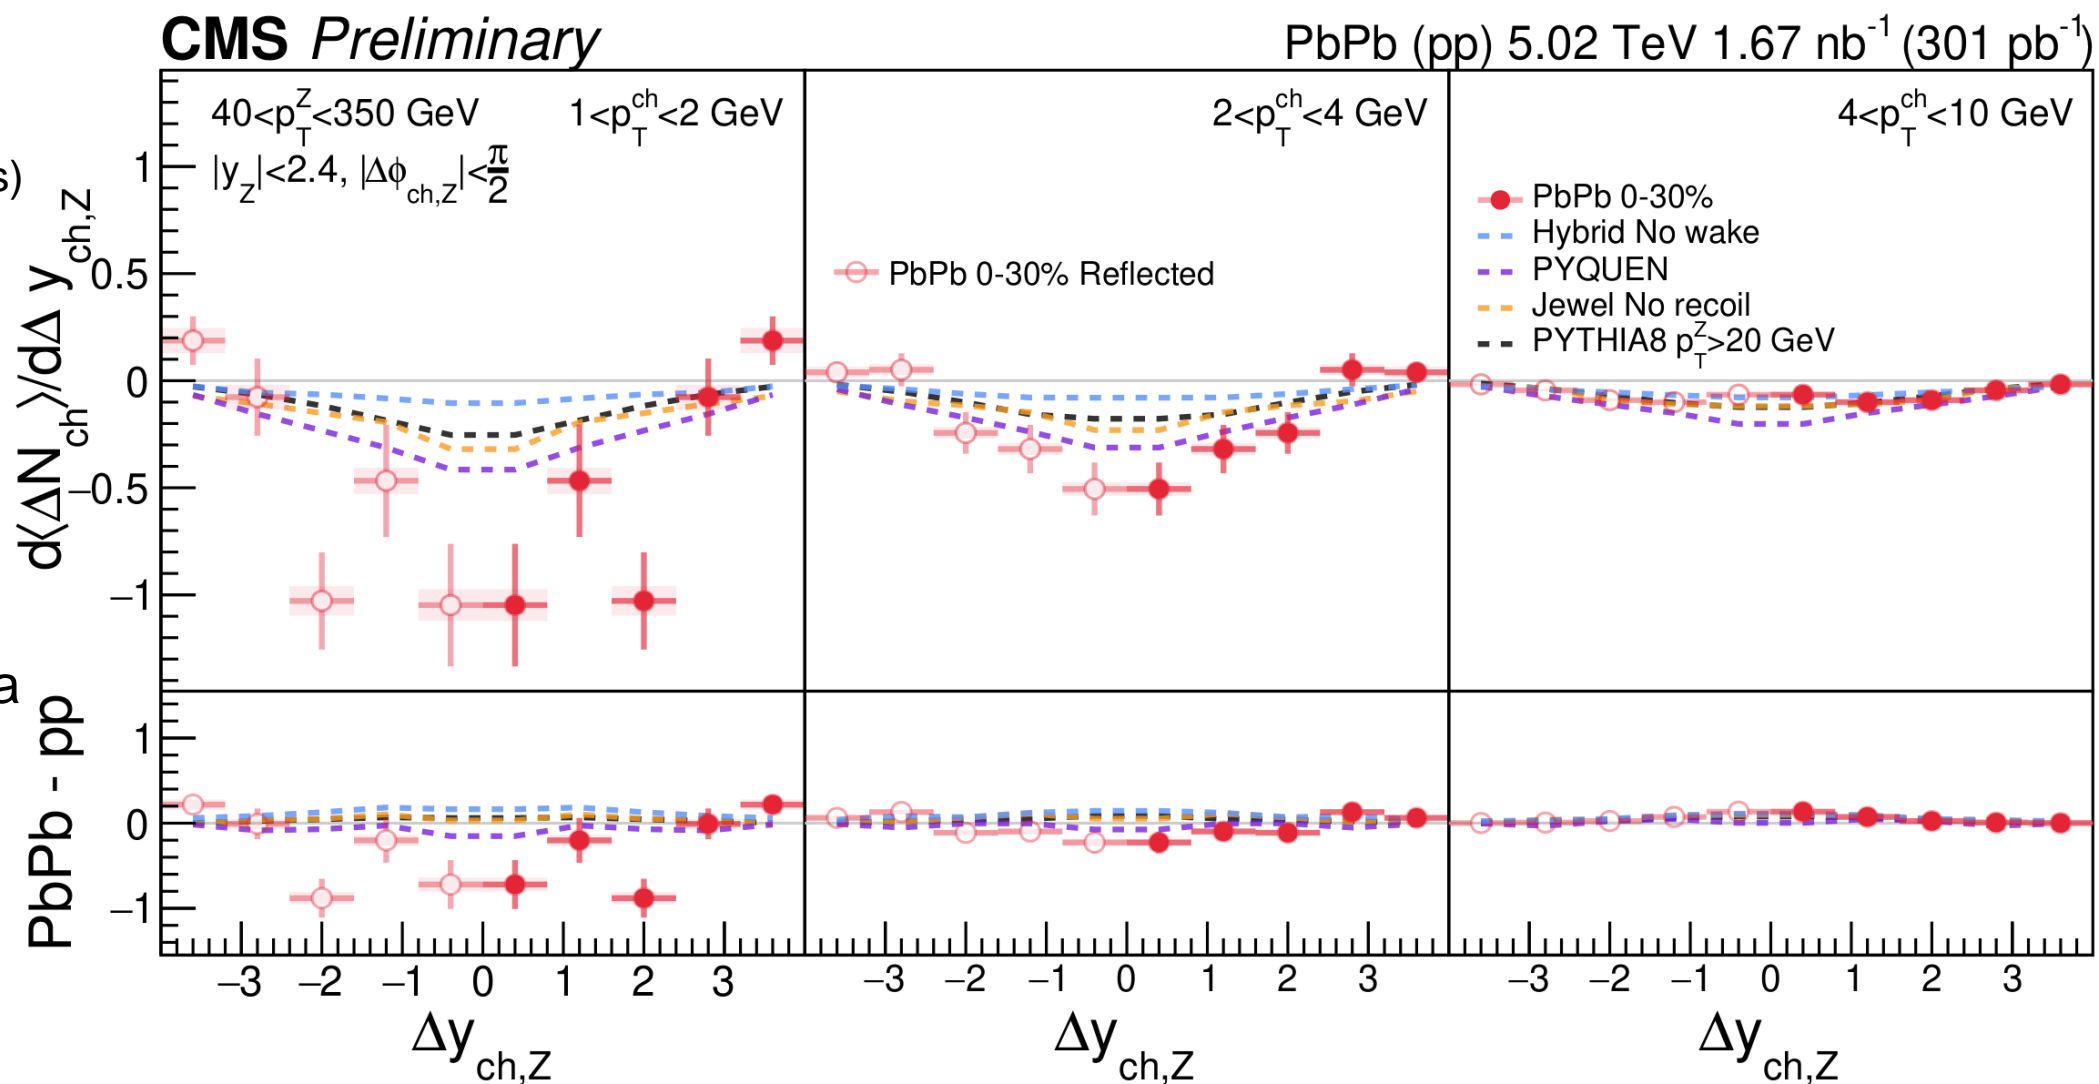 CMS Preliminary
PbPb (pp) 5.02 TeV 1.67 nb⁻¹ (301 pb⁻¹)
40<p_T^Z<350 GeV
1<p_T^ch<2 GeV
|y_Z|<2.4, |Δϕ_ch,Z|<π/2
2<p_T^ch<4 GeV
4<p_T^ch<10 GeV
s)
PbPb 0-30%
Hybrid No wake
PYQUEN
Jewel No recoil
PYTHIA8 p_T^Z>20 GeV
PbPb 0-30% Reflected
d⟨ΔN_ch⟩/dΔ y_ch,Z
1
0.5
0
−0.5
−1
a
PbPb - pp
1
0
−1
−3 −2 −1 0 1 2 3
−3 −2 −1 0 1 2 3
−3 −2 −1 0 1 2 3
Δy_ch,Z
Δy_ch,Z
Δy_ch,Z